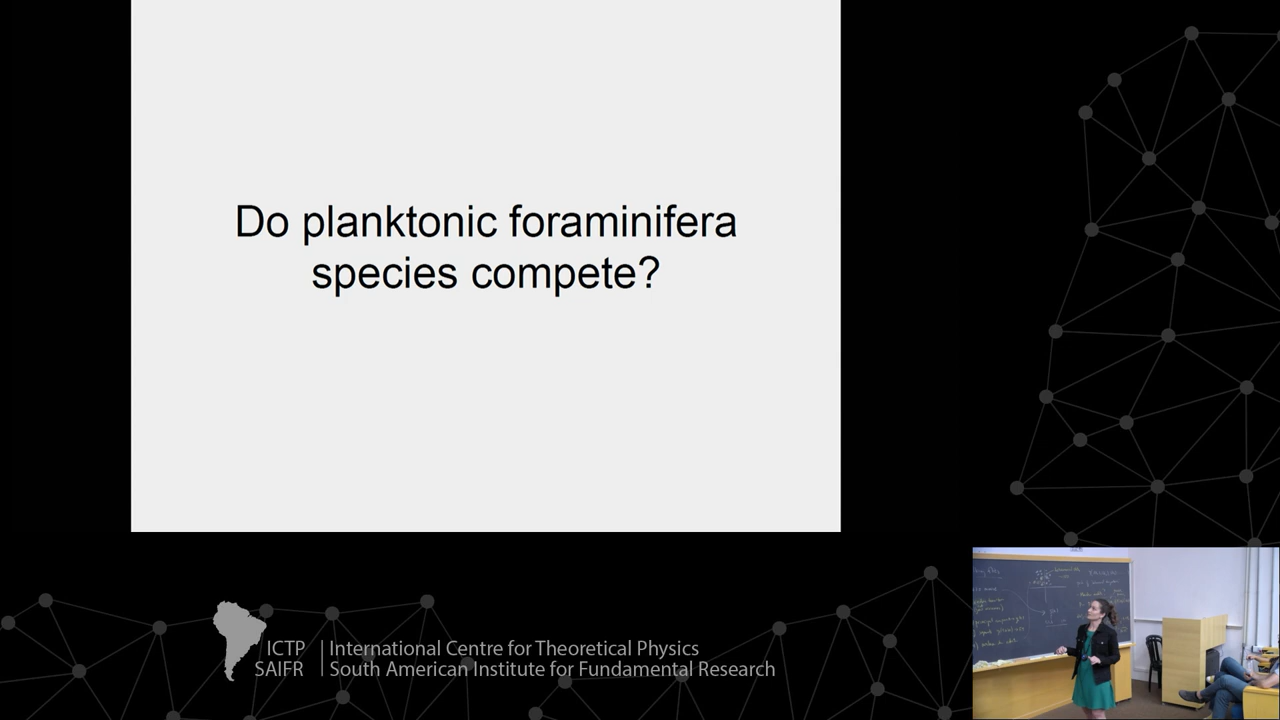 Do planktonic foraminifera
species compete?
ICTP
SAIFR
International Centre for Theoretical Physics
South American Institute for Fundamental Research